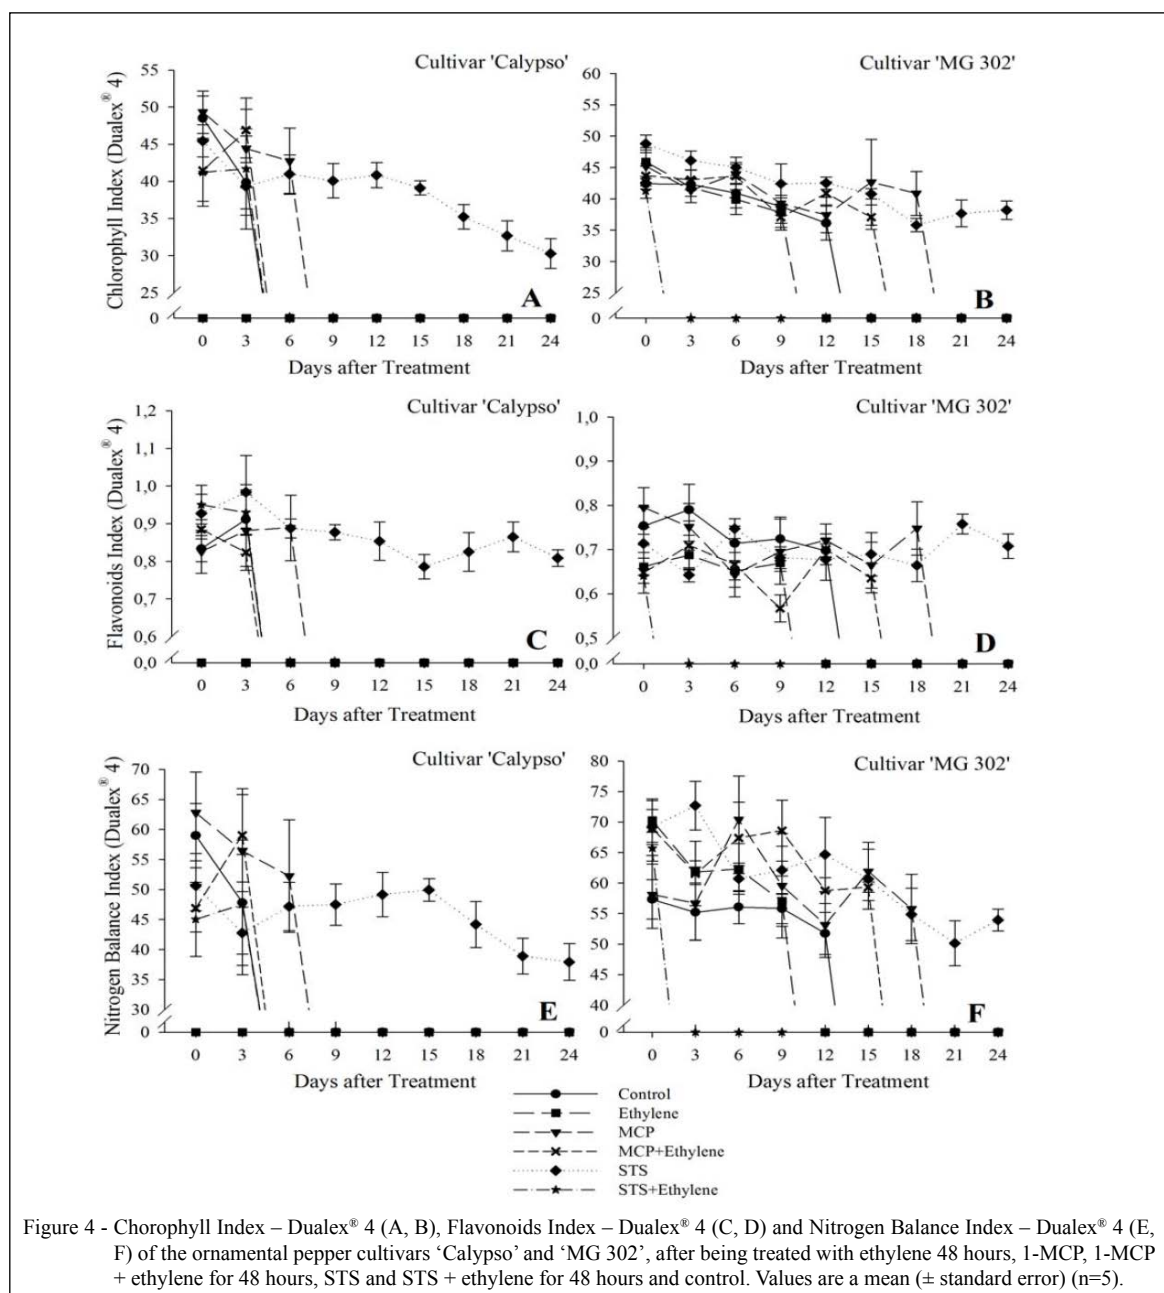 Cultivar 'Calypso'
Chlorophyll Index (Dualex® 4)
55
50
45
40
35
30
25
0
A
0 3 6 9 12 15 18 21 24
Days after Treatment
Cultivar 'MG 302'
60
50
45
40
35
30
25
0
B
0 3 6 9 12 15 18 21 24
Days after Treatment
Cultivar 'Calypso'
Flavonoids Index (Dualex® 4)
1,2
1,1
1,0
0,9
0,8
0,7
0,6
0,0
C
0 3 6 9 12 15 18 21 24
Days after Treatment
Cultivar 'MG 302'
1,0
0,8
0,7
0,6
0,5
0,0
D
0 3 6 9 12 15 18 21 24
Days after Treatment
Cultivar 'Calypso'
Nitrogen Balance Index (Dualex® 4)
70
65
60
55
50
45
40
35
30
0
E
0 3 6 9 12 15 18 21 24
Days after Treatment
Cultivar 'MG 302'
80
70
65
60
55
50
45
40
0
F
0 3 6 9 12 15 18 21 24
Days after Treatment
Control
Ethylene
MCP
MCP+Ethylene
STS
STS+Ethylene
Figure 4 - Chorophyll Index – Dualex® 4 (A, B), Flavonoids Index – Dualex® 4 (C, D) and Nitrogen Balance Index – Dualex® 4 (E,
F) of the ornamental pepper cultivars ‘Calypso’ and ‘MG 302’, after being treated with ethylene 48 hours, 1-MCP, 1-MCP
+ ethylene for 48 hours, STS and STS + ethylene for 48 hours and control. Values are a mean (± standard error) (n=5).